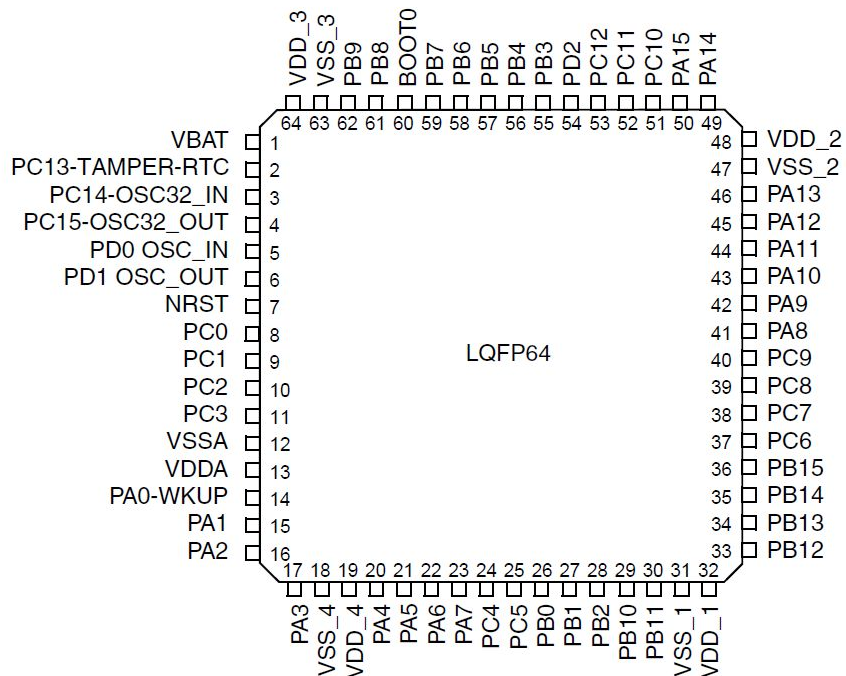 VDD_3
VSS_3
PB9
PB8
BOOT0
PB7
PB6
PB5
PB4
PB3
PD2
PC12
PC11
PC10
PA15
PA14
64 63 62 61 60 59 58 57 56 55 54 53 52 51 50 49
VBAT 1
PC13-TAMPER-RTC 2
PC14-OSC32_IN 3
PC15-OSC32_OUT 4
PD0 OSC_IN 5
PD1 OSC_OUT 6
NRST 7
PC0 8
PC1 9
PC2 10
PC3 11
VSSA 12
VDDA 13
PA0-WKUP 14
PA1 15
PA2 16
LQFP64
48 VDD_2
47 VSS_2
46 PA13
45 PA12
44 PA11
43 PA10
42 PA9
41 PA8
40 PC9
39 PC8
38 PC7
37 PC6
36 PB15
35 PB14
34 PB13
33 PB12
17 18 19 20 21 22 23 24 25 26 27 28 29 30 31 32
PA3
VSS_4
VDD_4
PA4
PA5
PA6
PA7
PC4
PC5
PB0
PB1
PB2
PB10
PB11
VSS_1
VDD_1